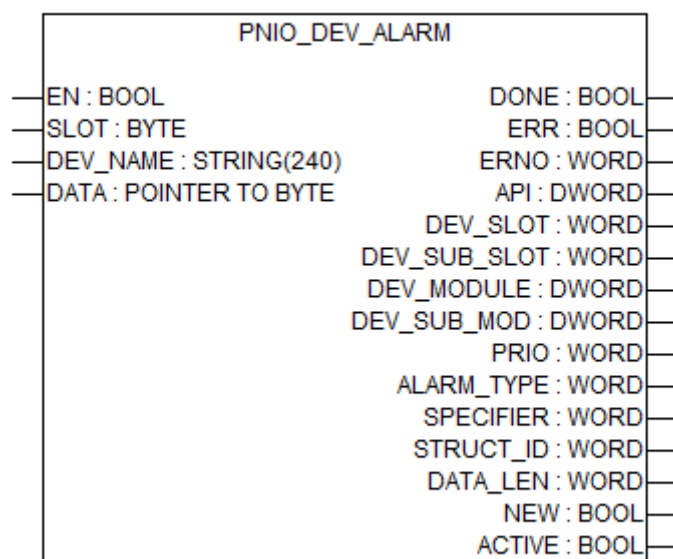 PNIO_DEV_ALARM
EN : BOOL DONE : BOOL
SLOT : BYTE ERR : BOOL
DEV_NAME : STRING(240) ERNO : WORD
DATA : POINTER TO BYTE API : DWORD
DEV_SLOT : WORD
DEV_SUB_SLOT : WORD
DEV_MODULE : DWORD
DEV_SUB_MOD : DWORD
PRIO : WORD
ALARM_TYPE : WORD
SPECIFIER : WORD
STRUCT_ID : WORD
DATA_LEN : WORD
NEW : BOOL
ACTIVE : BOOL